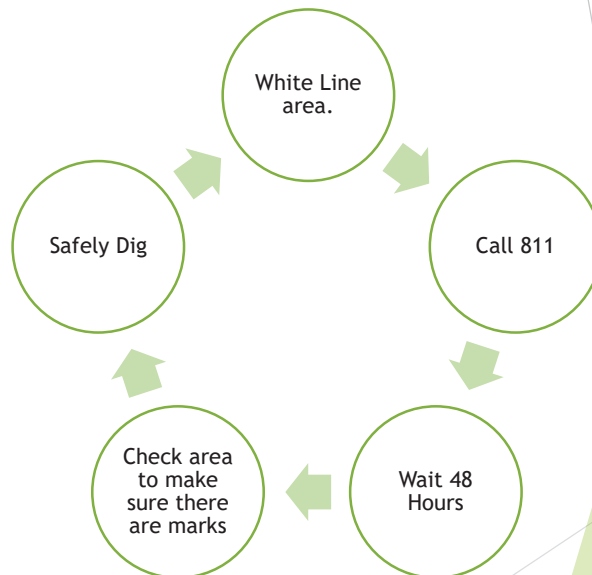 White Line
area.
Call 811
Wait 48
Hours
Check area
to make
sure there
are marks
Safely Dig